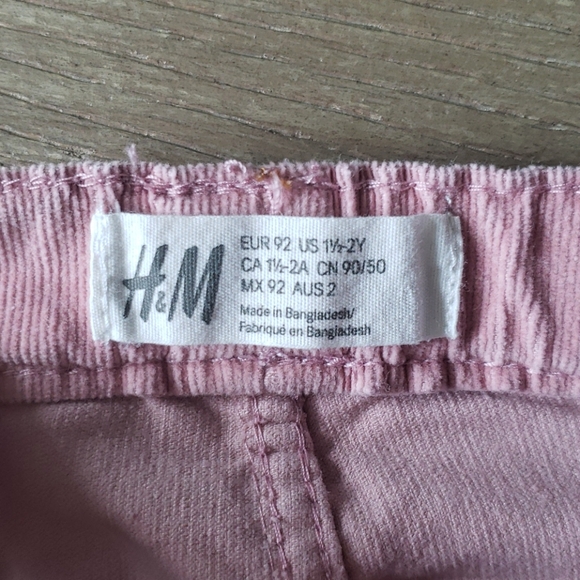 H&M
EUR 92 US 1½-2Y
CA 1½-2A CN 90/50
MX 92 AUS 2
Made in Bangladesh/
Fabriqué en Bangladesh